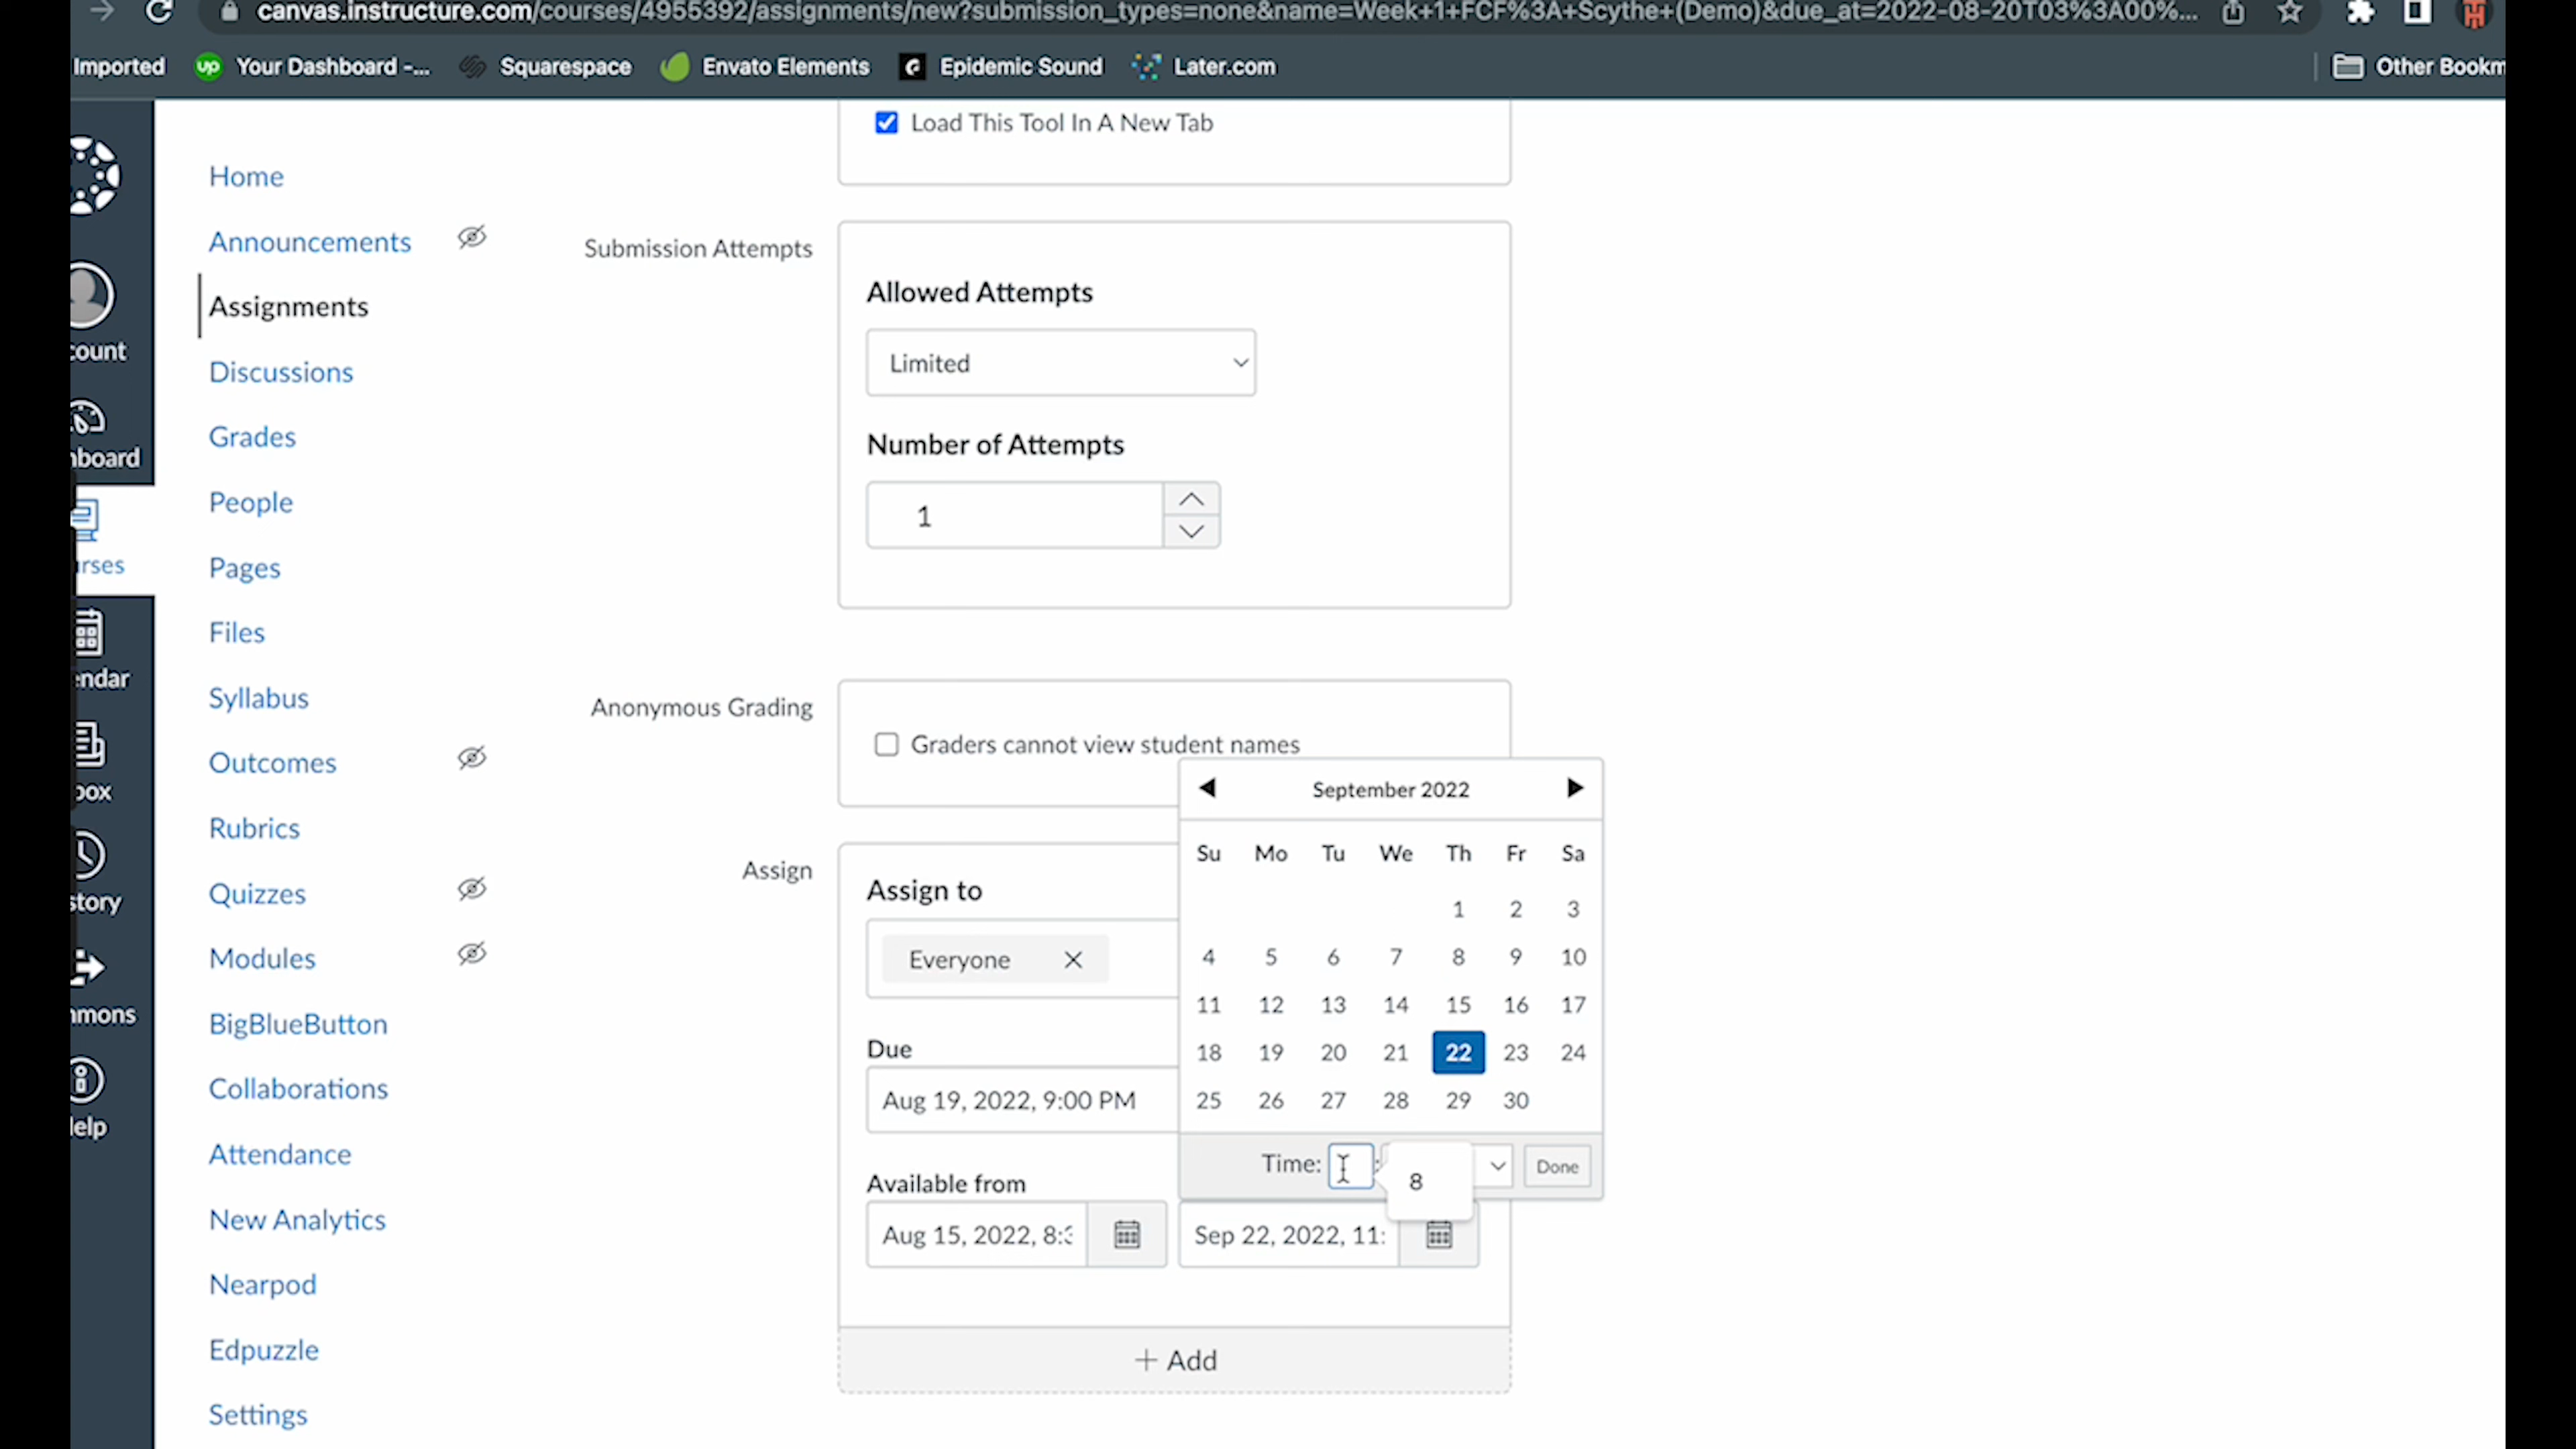 canvas.instructure.com/courses/4955392/assignments/new?submission_types=none&name=Week+1+FCF%3A+Scythe+(Demo)&due_at=2022-08-20T03%3A00%...
Imported
Your Dashboard -...
Squarespace
Envato Elements
Epidemic Sound
Later.com
Other Bookm
count
board
rses
endar
box
story
mmons
Help
Home
Announcements
Assignments
Discussions
Grades
People
Pages
Files
Syllabus
Outcomes
Rubrics
Quizzes
Modules
BigBlueButton
Collaborations
Attendance
New Analytics
Nearpod
Edpuzzle
Settings
Load This Tool In A New Tab
Submission Attempts
Allowed Attempts
Limited
Number of Attempts
1
Anonymous Grading
Graders cannot view student names
Assign
Assign to
Everyone
Due
Aug 19, 2022, 9:00 PM
Available from
Aug 15, 2022, 8:3
Sep 22, 2022, 11:
September 2022
Su Mo Tu We Th Fr Sa
1 2 3
4 5 6 7 8 9 10
11 12 13 14 15 16 17
18 19 20 21 22 23 24
25 26 27 28 29 30
Time: :
8
Done
+ Add